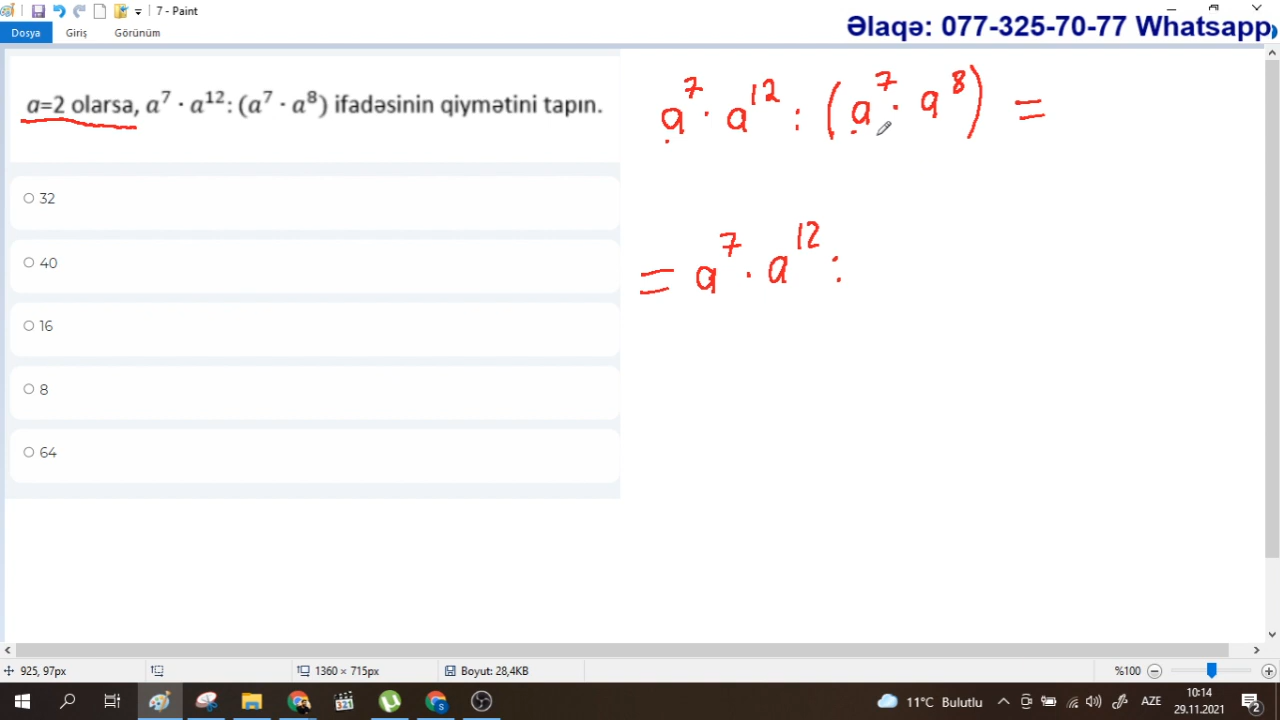 7 - Paint
Əlaqə: 077-325-70-77 Whatsapp
Dosya Giriş Görünüm
a=2 olarsa, a⁷ · a¹²: (a⁷ · a⁸) ifadəsinin qiymətini tapın.
a⁷ · a¹² : (a⁷ · a⁸) =
32
40
= a⁷ · a¹² :
16
8
64
925, 97px 1360 × 715px Boyut: 28,4KB %100
11°C Bulutlu AZE 10:14
29.11.2021 2